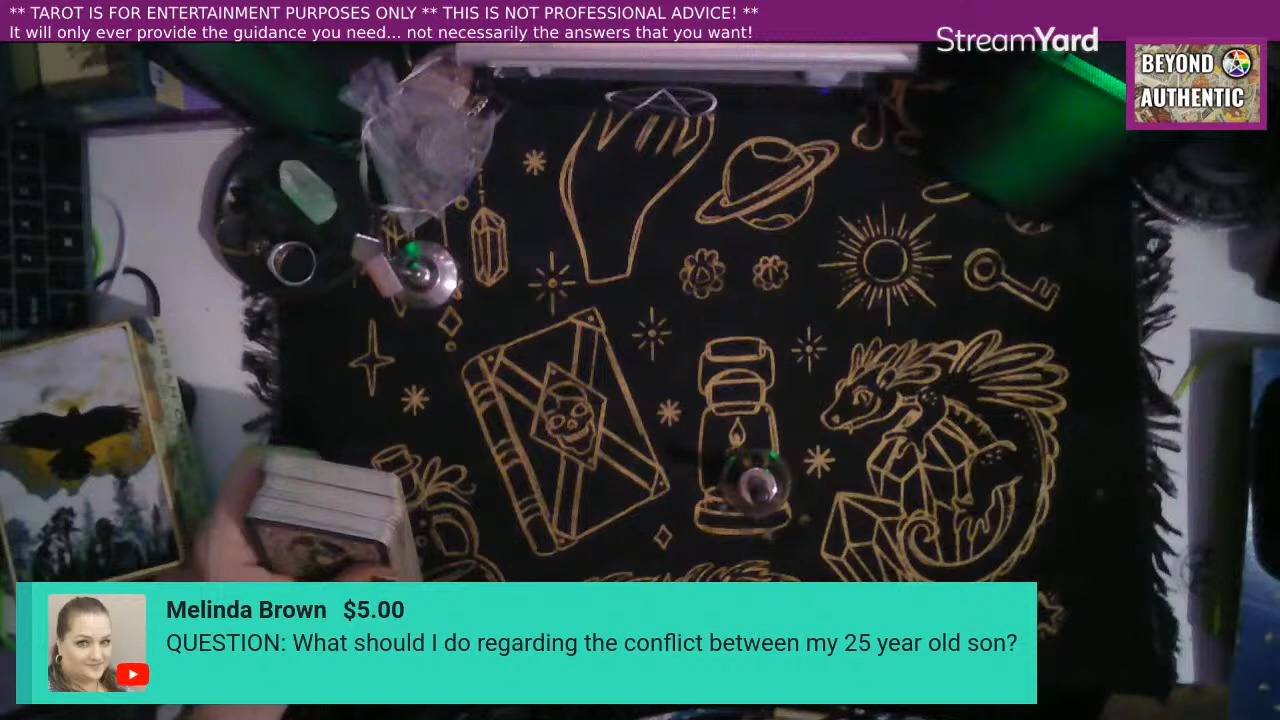 ** TAROT IS FOR ENTERTAINMENT PURPOSES ONLY ** THIS IS NOT PROFESSIONAL ADVICE! **
It will only ever provide the guidance you need... not necessarily the answers that you want!
StreamYard
BEYOND
AUTHENTIC
Melinda Brown $5.00
QUESTION: What should I do regarding the conflict between my 25 year old son?